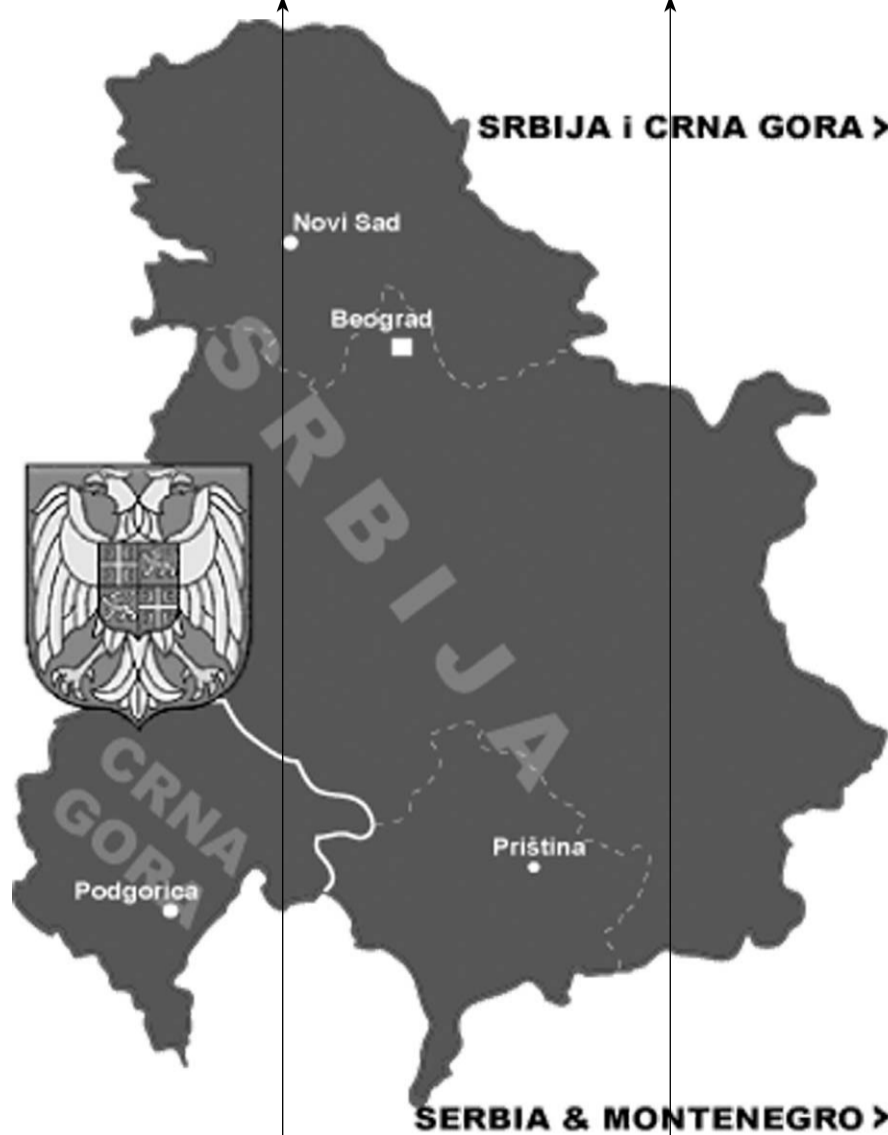 SRBIJA i CRNA GORA >
Novi Sad
Beograd
SRBIJA
CRNA
GORA
Priština
Podgorica
SERBIA & MONTENEGRO >